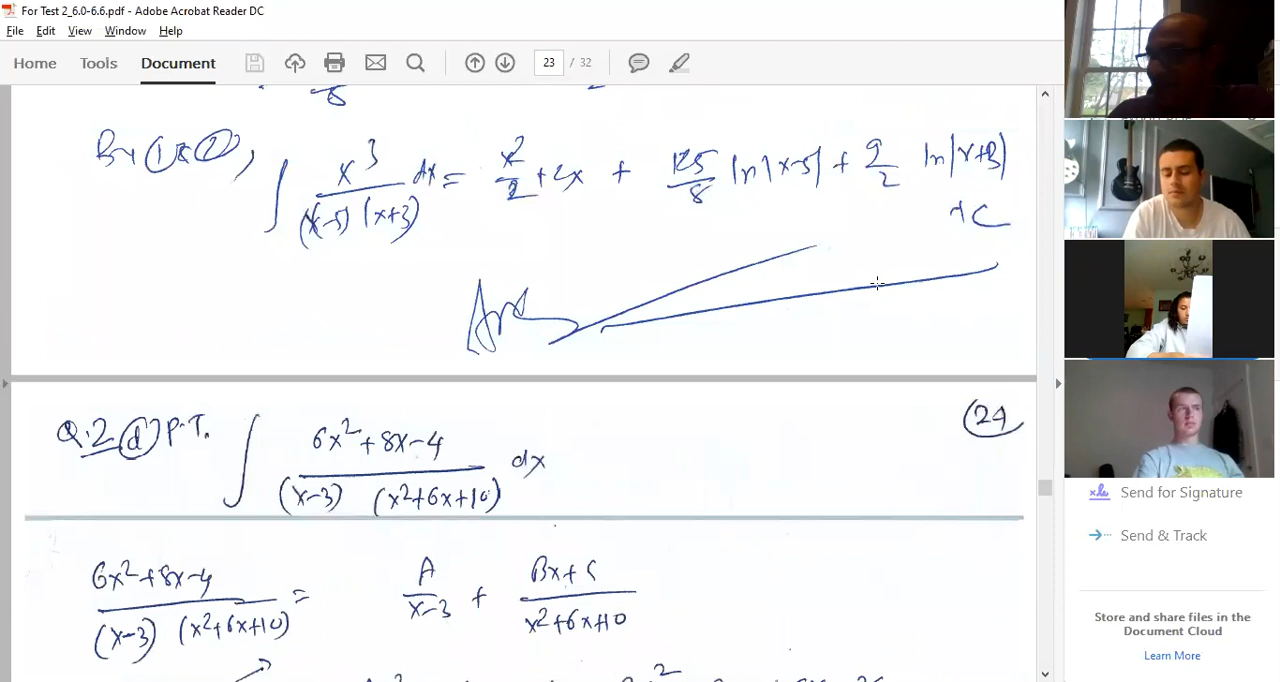 For Test 2_6.0-6.6.pdf - Adobe Acrobat Reader DC
File Edit View Window Help
Home Tools Document 23 / 32
By ① & ②, ∫ x³/((x-5)(x+3)) dx = x²/2 + 2x + 125/8 ln|x-5| + 9/2 ln|x+3|
+C
Ans
Q.2 (d) P.T. ∫ (6x²+8x-4)/((x-3) (x²+6x+10)) dx
(24)
(6x²+8x-4)/((x-3) (x²+6x+10)) = A/(x-3) + (Bx+C)/(x²+6x+10)
Send for Signature
Send & Track
Store and share files in the
Document Cloud
Learn More